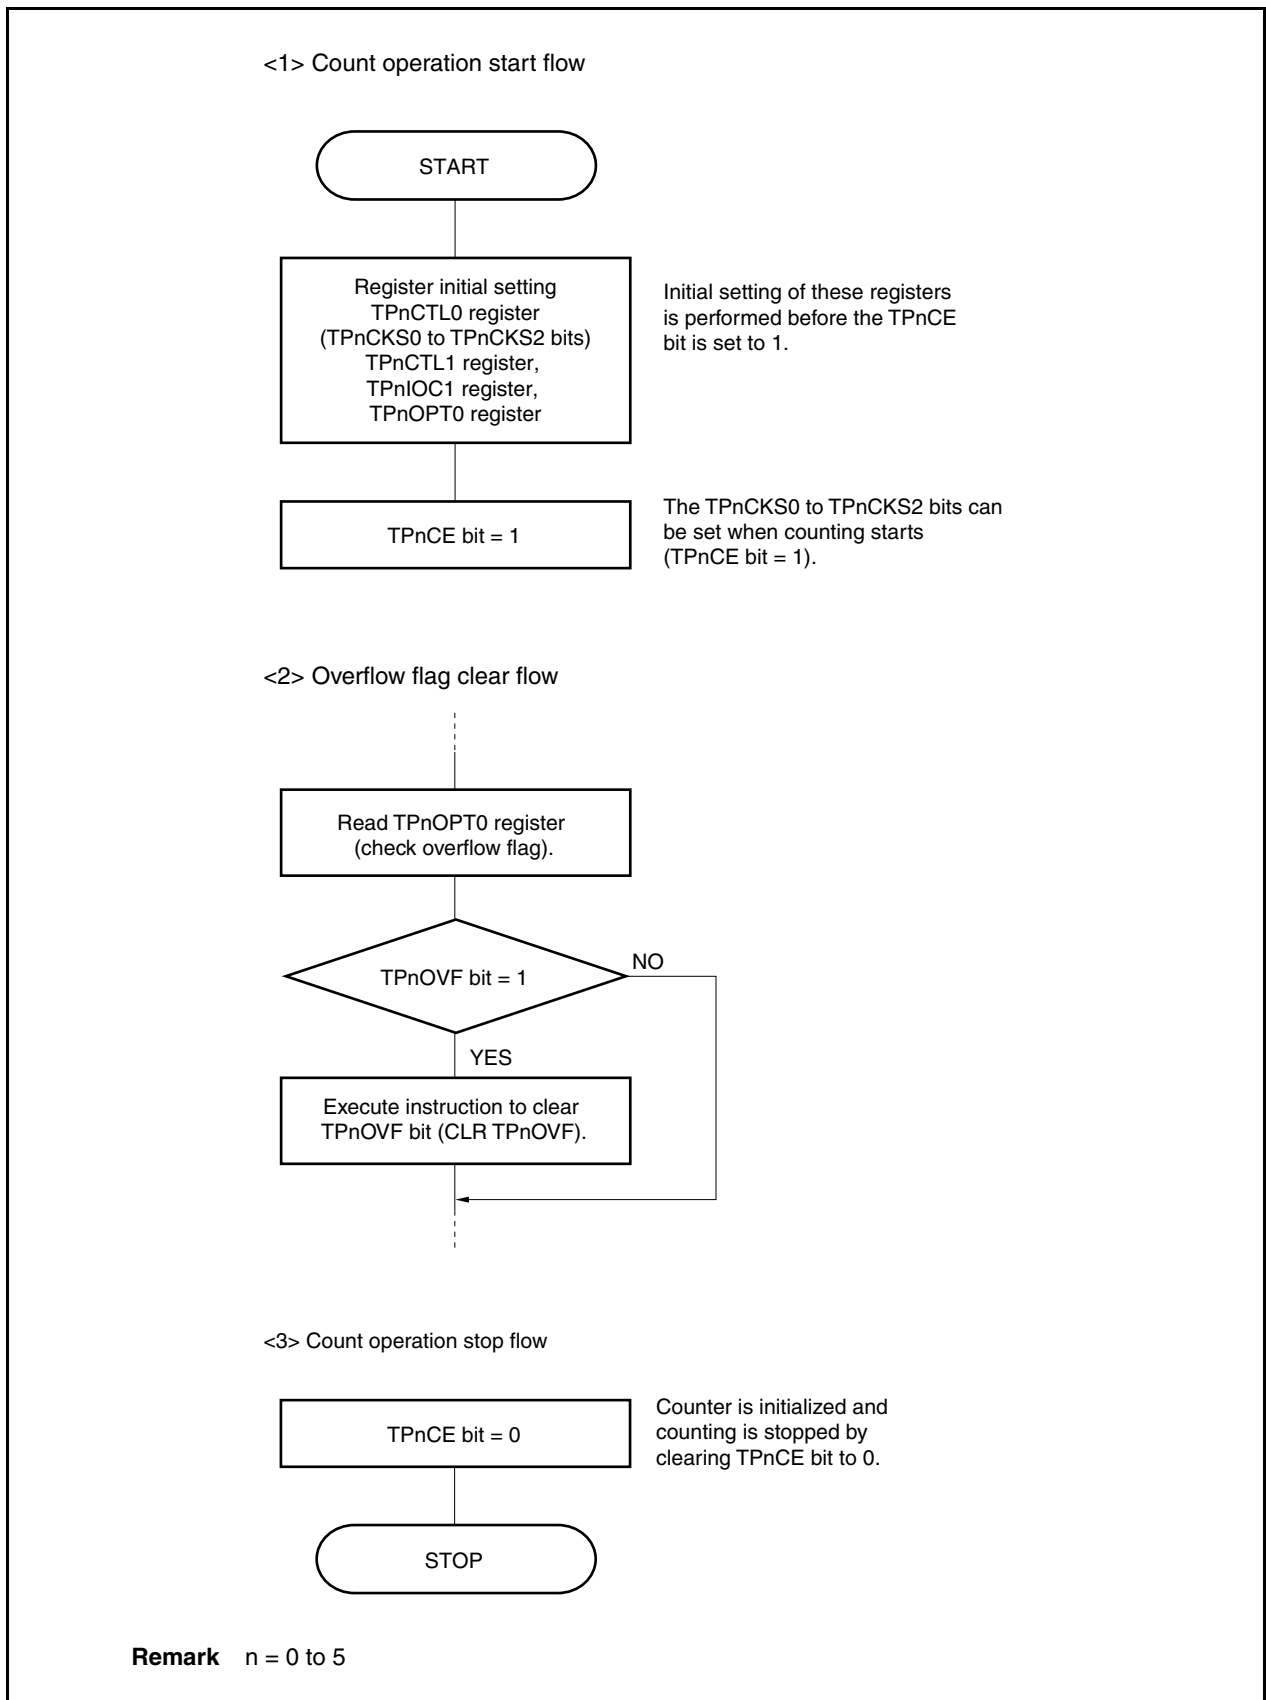 <1> Count operation start flow
START
Register initial setting
TPnCTL0 register
(TPnCKS0 to TPnCKS2 bits)
TPnCTL1 register,
TPnIOC1 register,
TPnOPT0 register
Initial setting of these registers
is performed before the TPnCE
bit is set to 1.
TPnCE bit = 1
The TPnCKS0 to TPnCKS2 bits can
be set when counting starts
(TPnCE bit = 1).
<2> Overflow flag clear flow
Read TPnOPT0 register
(check overflow flag).
TPnOVF bit = 1
NO
YES
Execute instruction to clear
TPnOVF bit (CLR TPnOVF).
<3> Count operation stop flow
TPnCE bit = 0
Counter is initialized and
counting is stopped by
clearing TPnCE bit to 0.
STOP
Remark n = 0 to 5